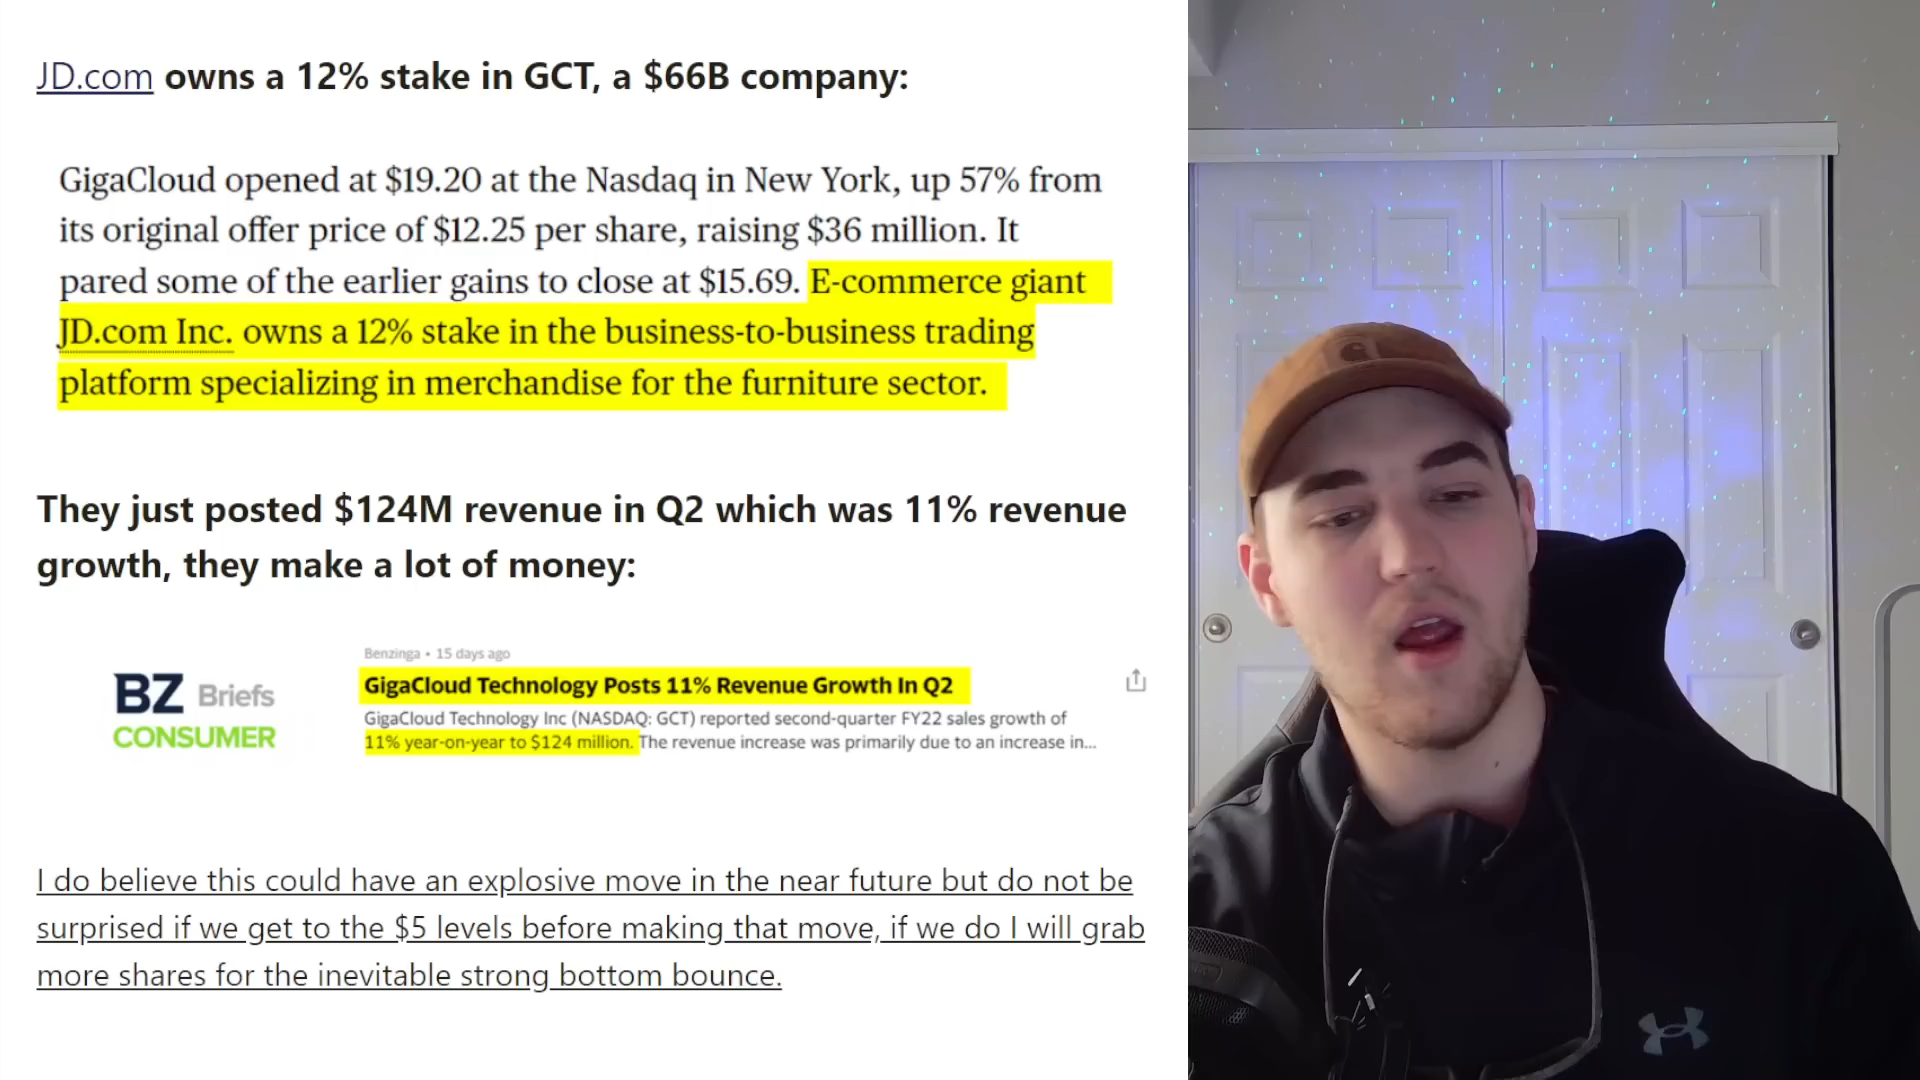 JD.com owns a 12% stake in GCT, a $66B company:
GigaCloud opened at $19.20 at the Nasdaq in New York, up 57% from
its original offer price of $12.25 per share, raising $36 million. It
pared some of the earlier gains to close at $15.69. E-commerce giant
JD.com Inc. owns a 12% stake in the business-to-business trading
platform specializing in merchandise for the furniture sector.
They just posted $124M revenue in Q2 which was 11% revenue
growth, they make a lot of money:
BZ Briefs
CONSUMER
Benzinga • 15 days ago
GigaCloud Technology Posts 11% Revenue Growth In Q2
GigaCloud Technology Inc (NASDAQ: GCT) reported second-quarter FY22 sales growth of
11% year-on-year to $124 million. The revenue increase was primarily due to an increase in...
I do believe this could have an explosive move in the near future but do not be
surprised if we get to the $5 levels before making that move, if we do I will grab
more shares for the inevitable strong bottom bounce.